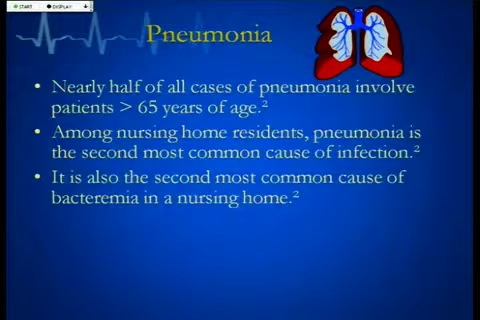 START DISPLAY
Pneumonia
• Nearly half of all cases of pneumonia involve
patients > 65 years of age.²
• Among nursing home residents, pneumonia is
the second most common cause of infection.²
• It is also the second most common cause of
bacteremia in a nursing home.²